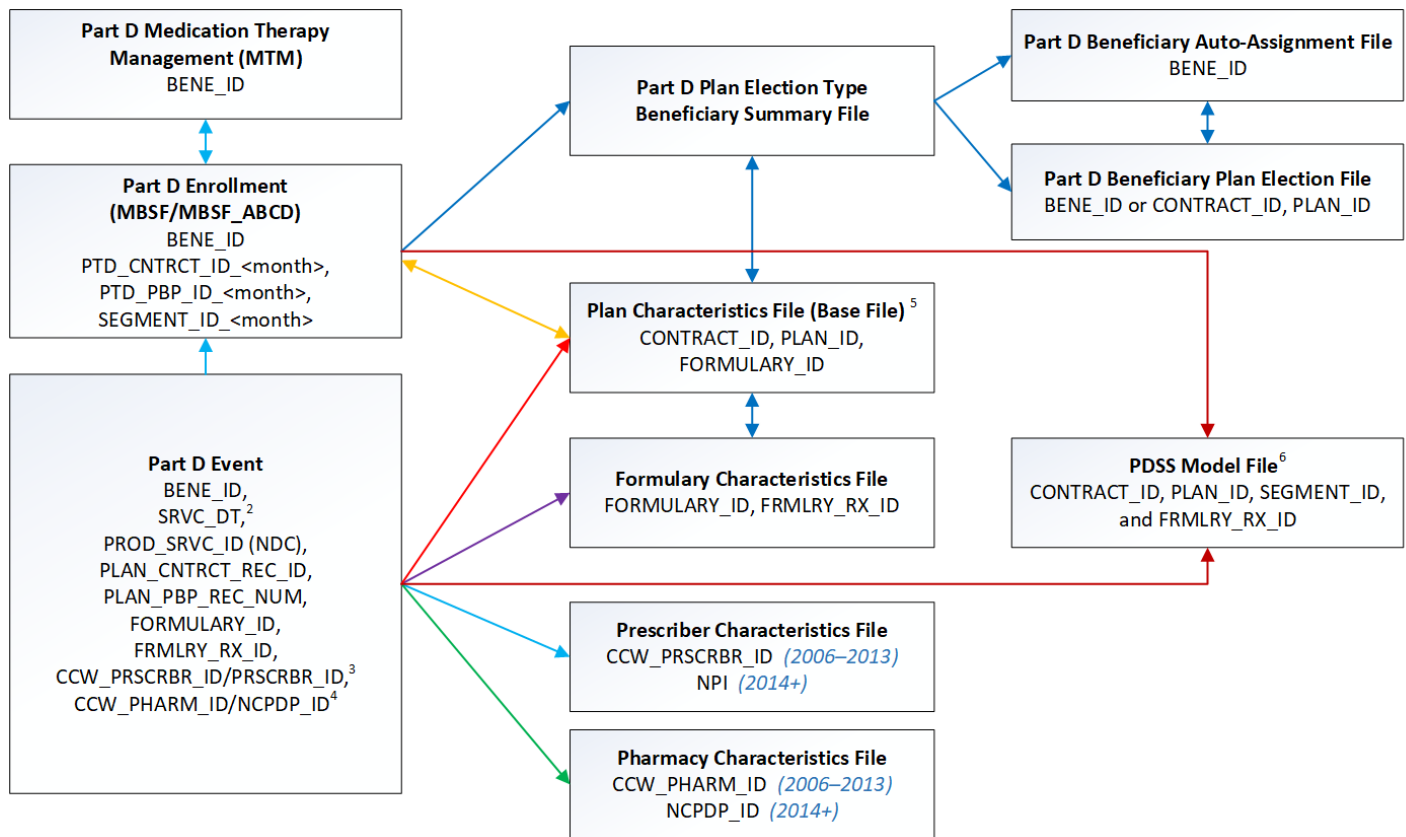 Part D Medication Therapy
Management (MTM)
BENE_ID
Part D Enrollment
(MBSF/MBSF_ABCD)
BENE_ID
PTD_CNTRCT_ID_<month>,
PTD_PBP_ID_<month>,
SEGMENT_ID_<month>
Part D Event
BENE_ID,
SRVC_DT,2
PROD_SRVC_ID (NDC),
PLAN_CNTRCT_REC_ID,
PLAN_PBP_REC_NUM,
FORMULARY_ID,
FRMLRY_RX_ID,
CCW_PRSCRBR_ID/PRSCRBR_ID,3
CCW_PHARM_ID/NCPDP_ID4
Part D Plan Election Type
Beneficiary Summary File
Plan Characteristics File (Base File) 5
CONTRACT_ID, PLAN_ID,
FORMULARY_ID
Formulary Characteristics File
FORMULARY_ID, FRMLRY_RX_ID
Prescriber Characteristics File
CCW_PRSCRBR_ID (2006–2013)
NPI (2014+)
Pharmacy Characteristics File
CCW_PHARM_ID (2006–2013)
NCPDP_ID (2014+)
Part D Beneficiary Auto-Assignment File
BENE_ID
Part D Beneficiary Plan Election File
BENE_ID or CONTRACT_ID, PLAN_ID
PDSS Model File6
CONTRACT_ID, PLAN_ID, SEGMENT_ID,
and FRMLRY_RX_ID